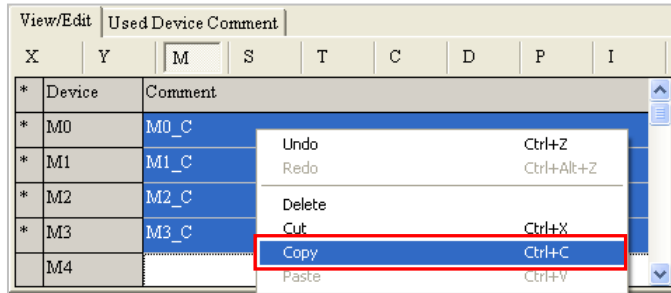 View/Edit Used Device Comment
X Y M S T C D P I
* Device Comment
* M0 M0_C
* M1 M1_C
* M2 M2_C
* M3 M3_C
M4
Undo Ctrl+Z
Redo Ctrl+Alt+Z
Delete
Cut Ctrl+X
Copy Ctrl+C
Paste Ctrl+V